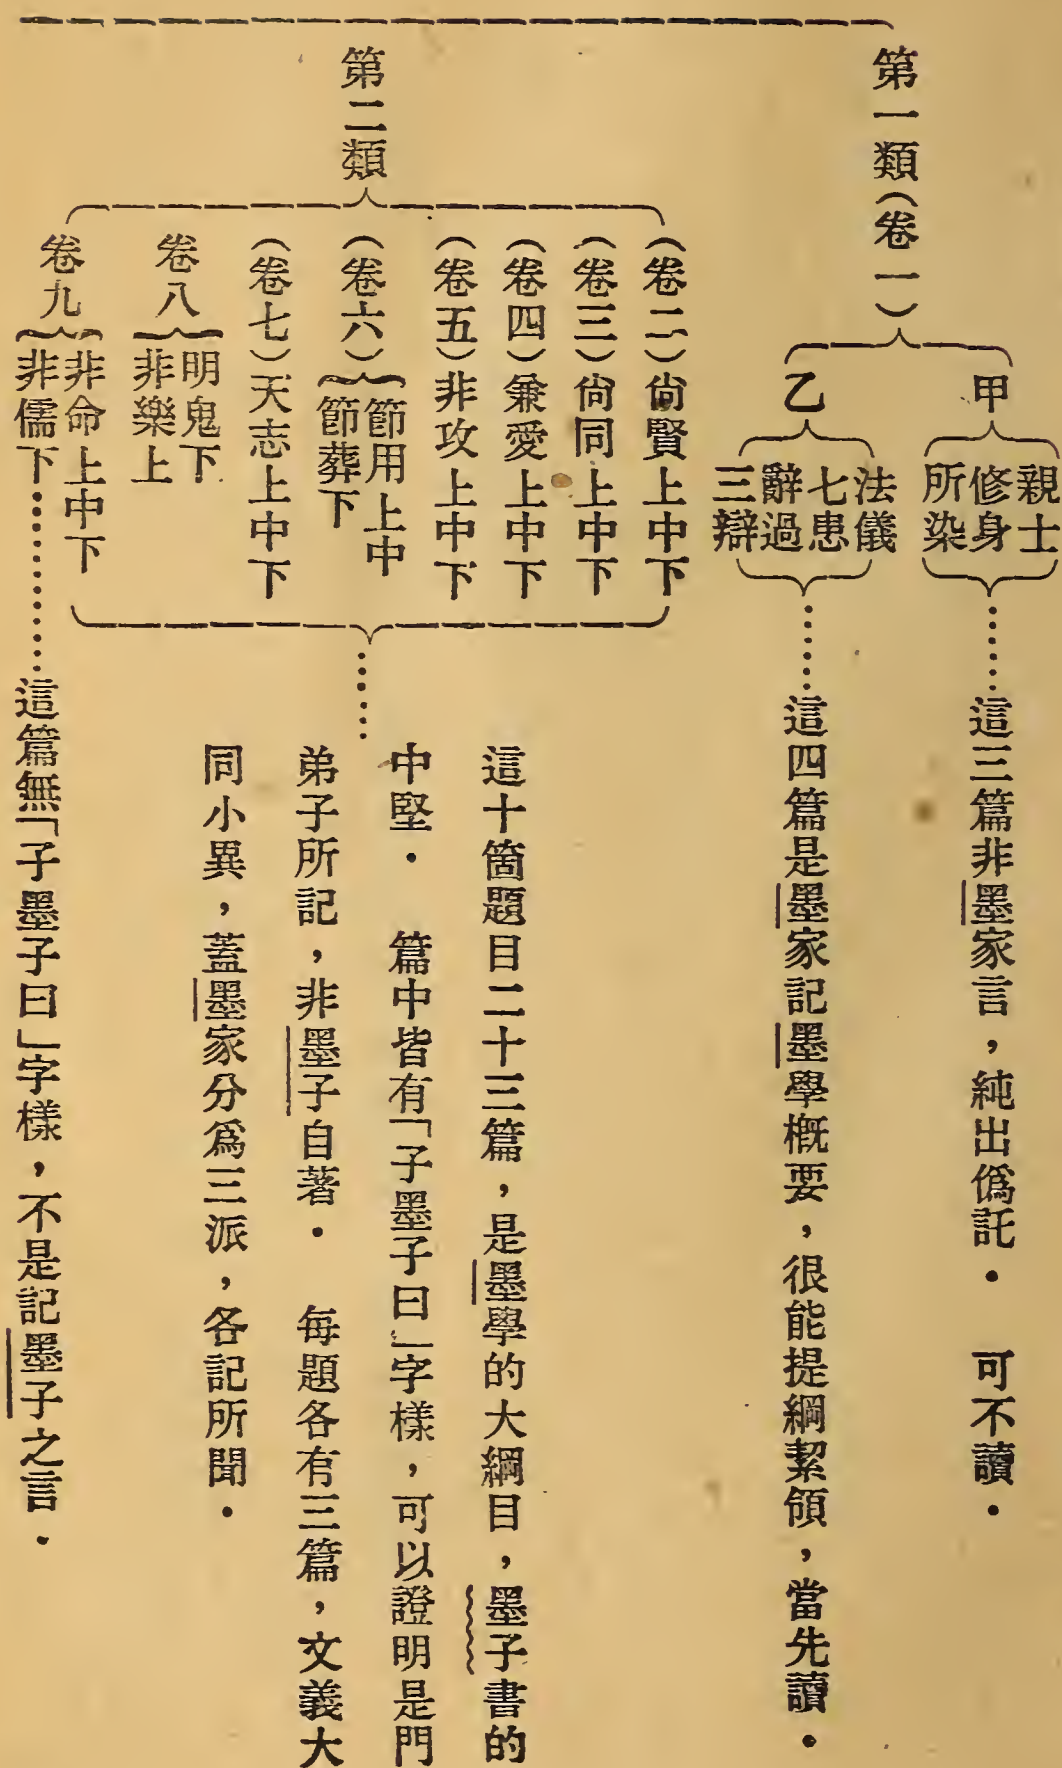 第一類（卷一）
甲
親士
修身
所染
……這三篇非墨家言，純出僞託． 可不讀．
乙
法儀
七患
辭過
三辯
……這四篇是墨家記墨學概要，很能提綱絜領，當先讀．
第二類
（卷二）尙賢上中下
（卷三）尙同上中下
（卷四）兼愛上中下
（卷五）非攻上中下
（卷六）
節用上中
節葬下
（卷七）天志上中下
卷八
明鬼下
非樂上
卷九
非命上中下
非儒下…………這篇無「子墨子曰」字樣，不是記墨子之言．
……
這十箇題目二十三篇，是墨學的大綱目，墨子書的
中堅． 篇中皆有「子墨子曰」字樣，可以證明是門
弟子所記，非墨子自著． 每題各有三篇，文義大
同小異，蓋墨家分爲三派，各記所聞．